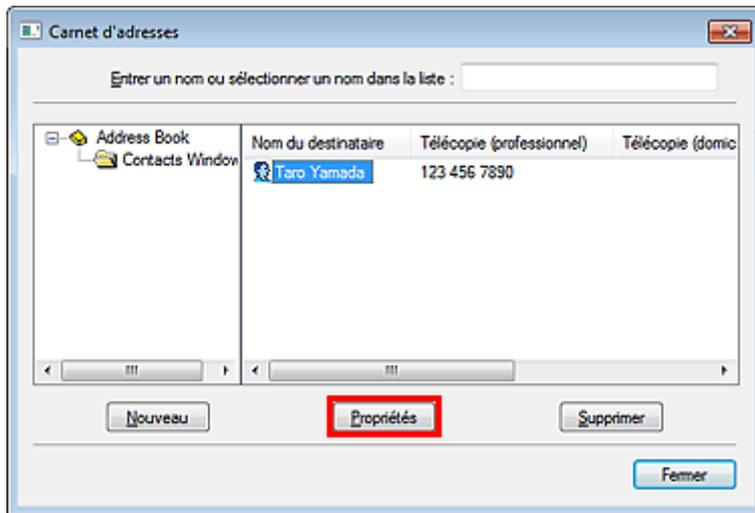 Carnet d'adresses
Entrer un nom ou sélectionner un nom dans la liste :
Address Book
Contacts Window
Nom du destinataire Télécopie (professionnel) Télécopie (domic
Taro Yamada 123 456 7890
Nouveau Propriétés Supprimer
Fermer